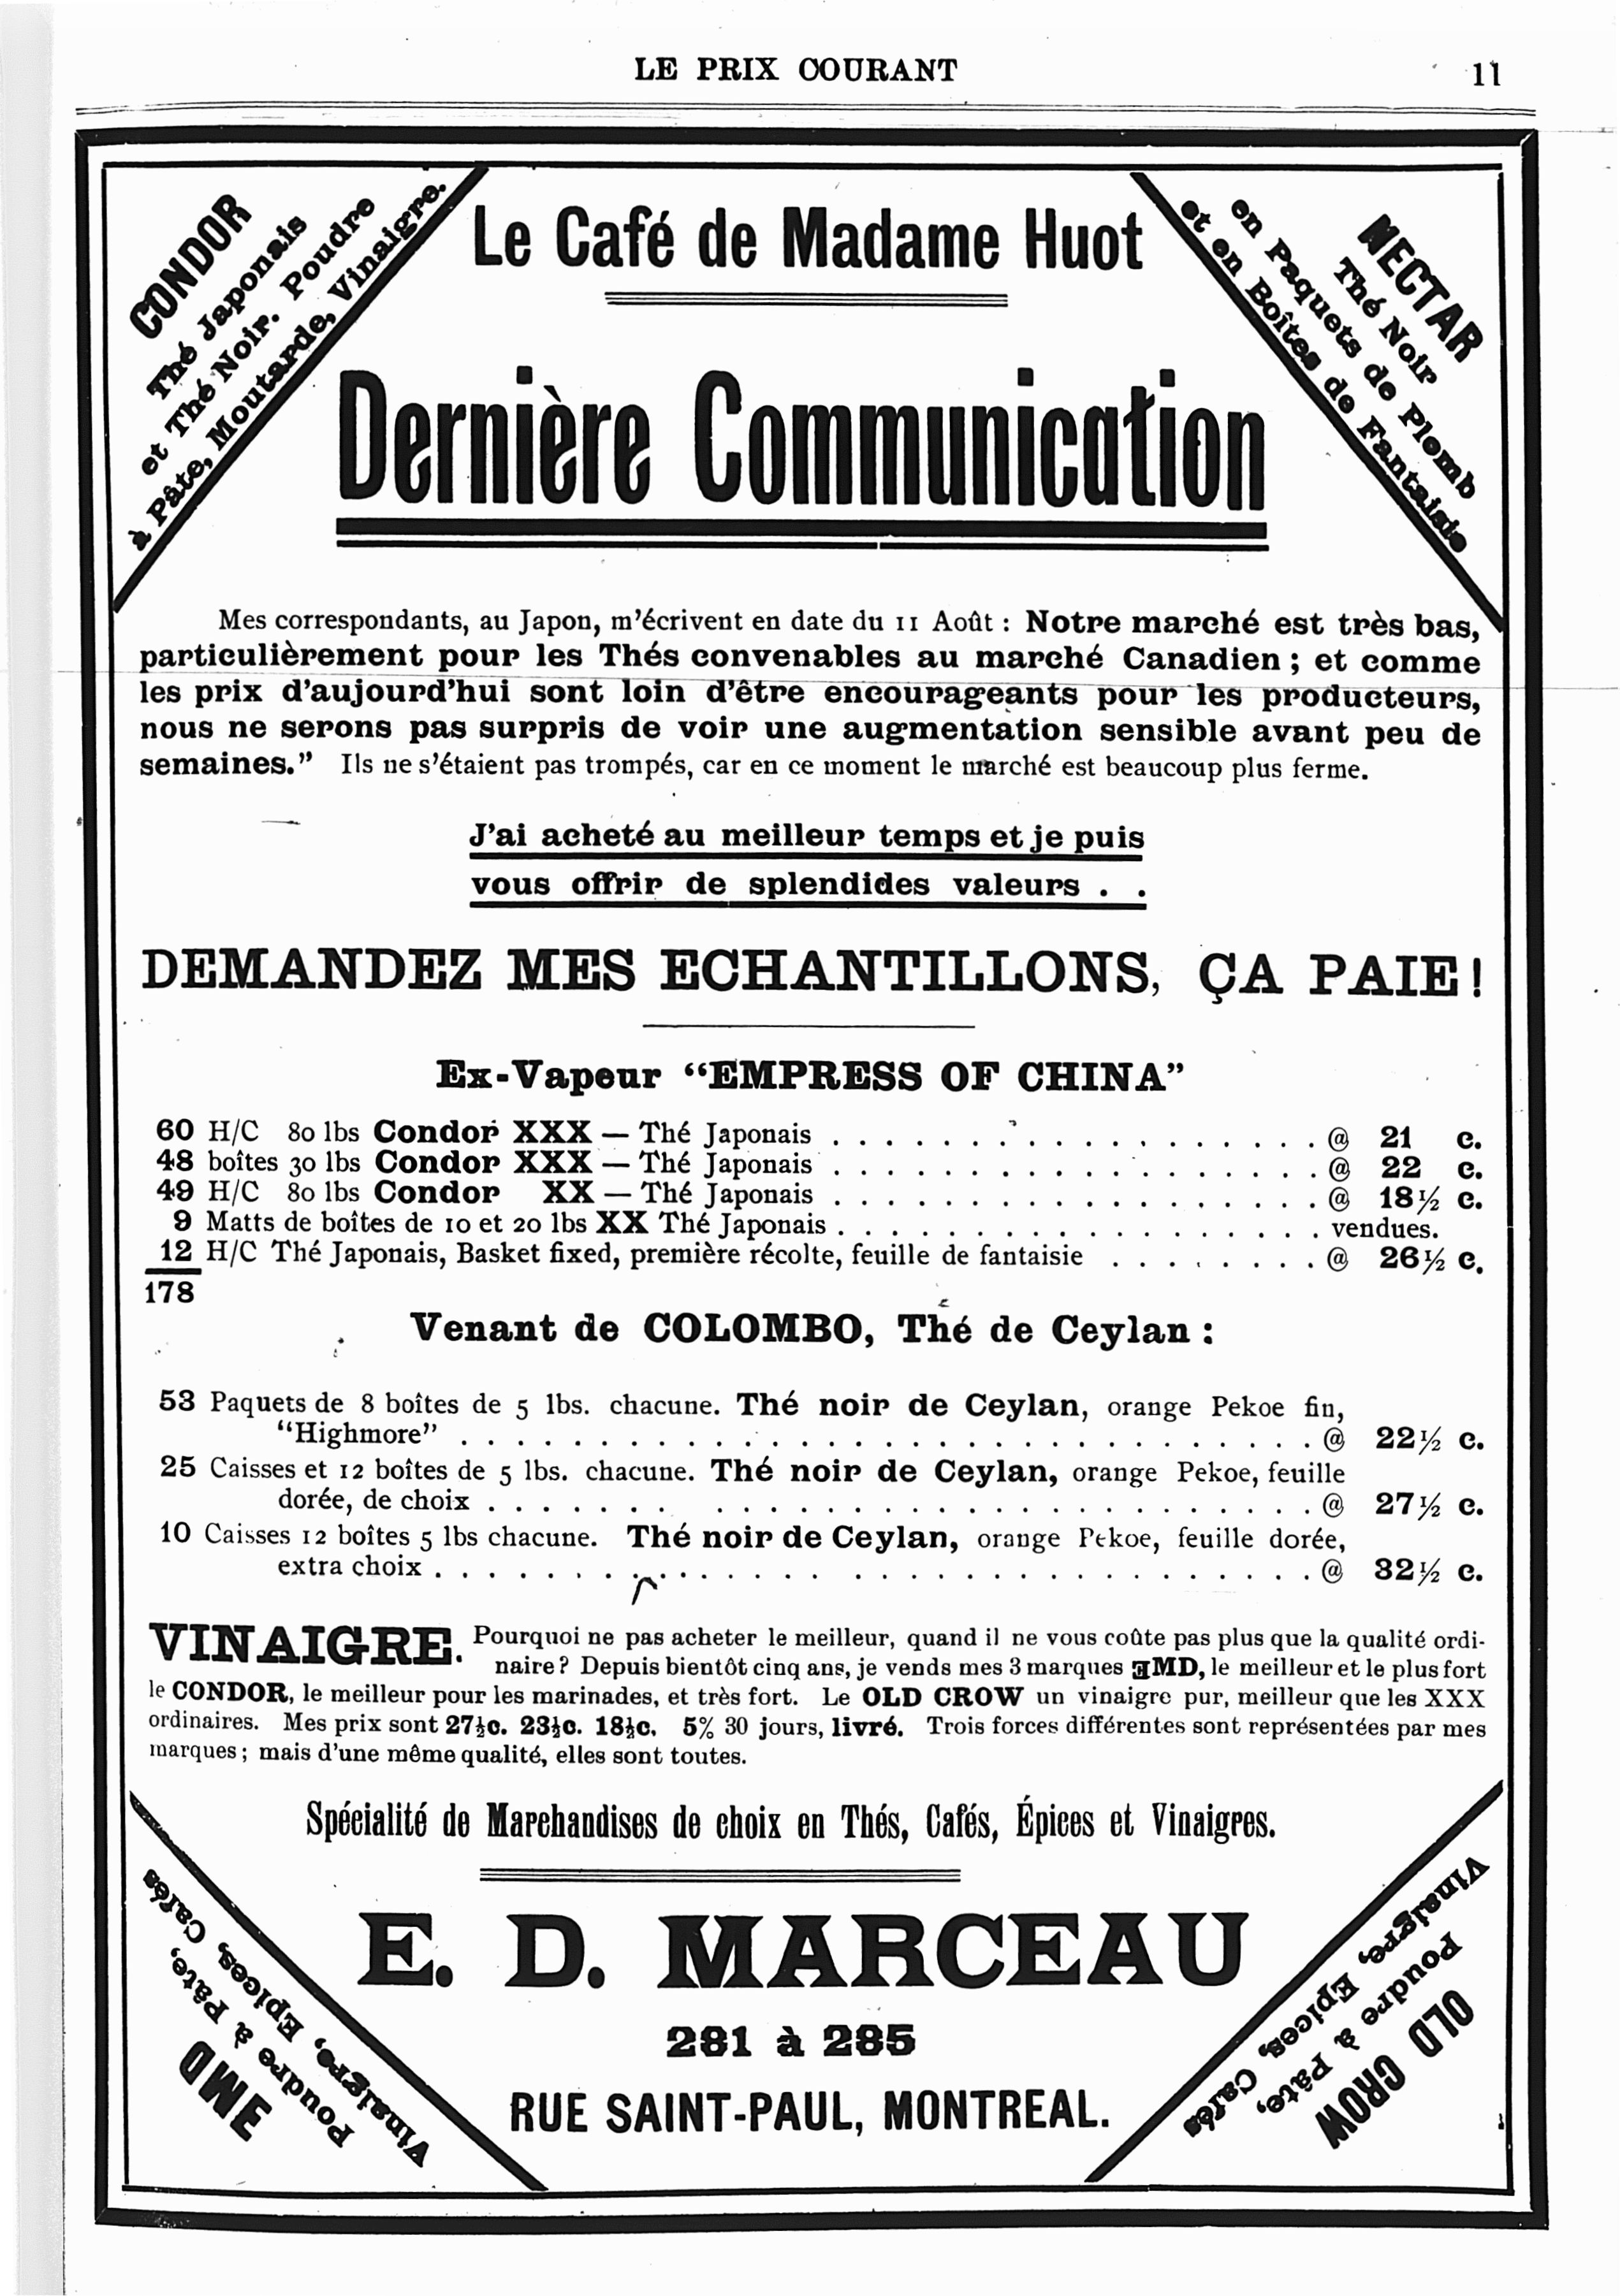 LE PRIX COURANT
11
CONDOR
Thé Japonais
et Thé Noir. Poudre
à Pâte, Moutarde, Vinaigre.
Le Café de Madame Huot
NECTAR
Thé Noir
en Paquets de Plomb
et en Boîtes de Fantaisie
Dernière Communication
Mes correspondants, au Japon, m'écrivent en date du 11 Août : Notre marché est très bas,
particulièrement pour les Thés convenables au marché Canadien ; et comme
les prix d'aujourd'hui sont loin d'être encourageants pour les producteurs,
nous ne serons pas surpris de voir une augmentation sensible avant peu de
semaines." Ils ne s'étaient pas trompés, car en ce moment le marché est beaucoup plus ferme.
J'ai acheté au meilleur temps et je puis
vous offrir de splendides valeurs . .
DEMANDEZ MES ECHANTILLONS, ÇA PAIE !
Ex-Vapeur "EMPRESS OF CHINA"
60 H/C 80 lbs Condor XXX — Thé Japonais . . . . . . . . . . . . . . . . . . @ 21 c.
48 boîtes 30 lbs Condor XXX — Thé Japonais . . . . . . . . . . . . . . . . . . @ 22 c.
49 H/C 80 lbs Condor XX — Thé Japonais . . . . . . . . . . . . . . . . . . @ 18½ c.
9 Matts de boîtes de 10 et 20 lbs XX Thé Japonais . . . . . . . . . . . . . . . . . . vendues.
12 H/C Thé Japonais, Basket fixed, première récolte, feuille de fantaisie . . . . . . . . @ 26½ c.
178
Venant de COLOMBO, Thé de Ceylan :
53 Paquets de 8 boîtes de 5 lbs. chacune. Thé noir de Ceylan, orange Pekoe fin,
"Highmore" . . . . . . . . . . . . . . . . . . . . . . . . . . . . . . . @ 22½ c.
25 Caisses et 12 boîtes de 5 lbs. chacune. Thé noir de Ceylan, orange Pekoe, feuille
dorée, de choix . . . . . . . . . . . . . . . . . . . . . . . . . . . . . @ 27½ c.
10 Caisses 12 boîtes 5 lbs chacune. Thé noir de Ceylan, orange Pekoe, feuille dorée,
extra choix . . . . . . . . . . . . . . . . . . . . . . . . . . . . . . . @ 32½ c.
VINAIGRE. Pourquoi ne pas acheter le meilleur, quand il ne vous coûte pas plus que la qualité ordi-
naire ? Depuis bientôt cinq ans, je vends mes 3 marques EMD, le meilleur et le plus fort
le CONDOR, le meilleur pour les marinades, et très fort. Le OLD CROW un vinaigre pur, meilleur que les XXX
ordinaires. Mes prix sont 27½c. 23½c. 18½c. 5% 30 jours, livré. Trois forces différentes sont représentées par mes
marques ; mais d'une même qualité, elles sont toutes.
Spécialité de Marchandises de choix en Thés, Cafés, Épices et Vinaigres.
E. D. MARCEAU
281 à 285
RUE SAINT-PAUL, MONTREAL.
EMD
Poudre à Pâte,
Vinaigre, Epices, Cafés
OLD CROW
Poudre à Pâte,
Vinaigre, Epices, Cafés